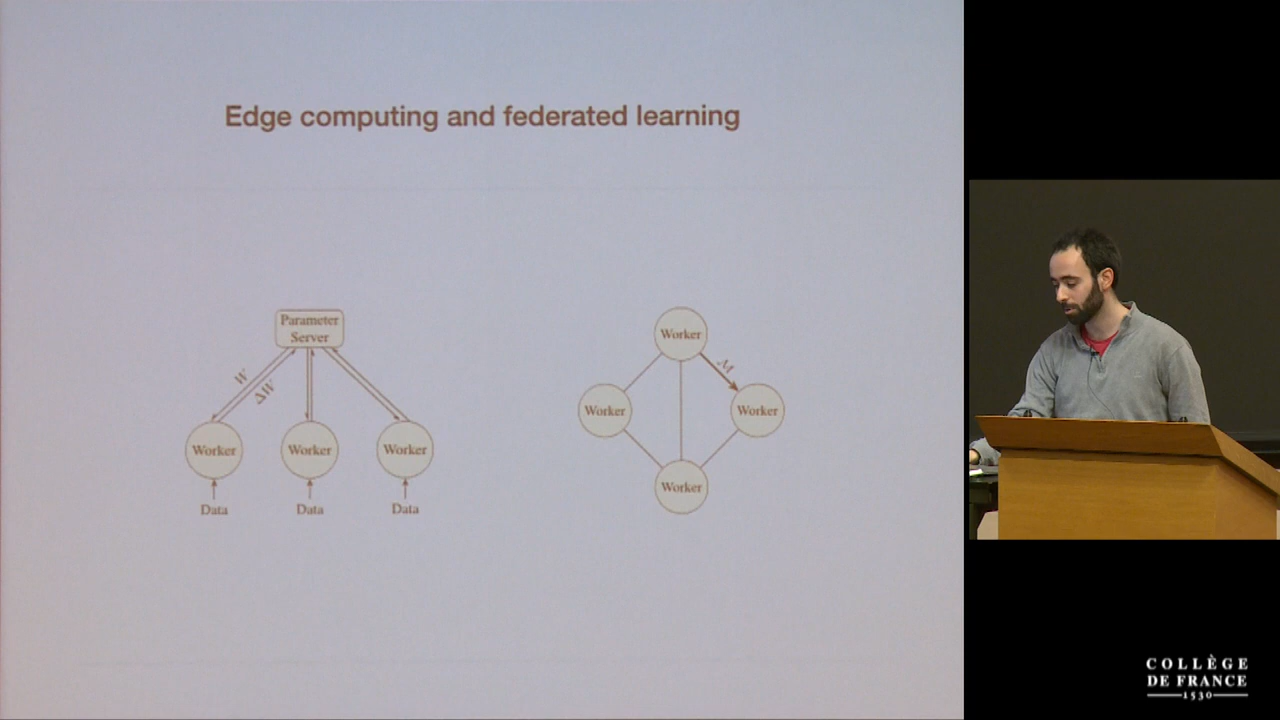 Edge computing and federated learning
Parameter
Server
W
ΔW
Worker
Worker
Worker
Data
Data
Data
Worker
M
Worker
Worker
Worker
COLLÈGE
DE FRANCE
1530